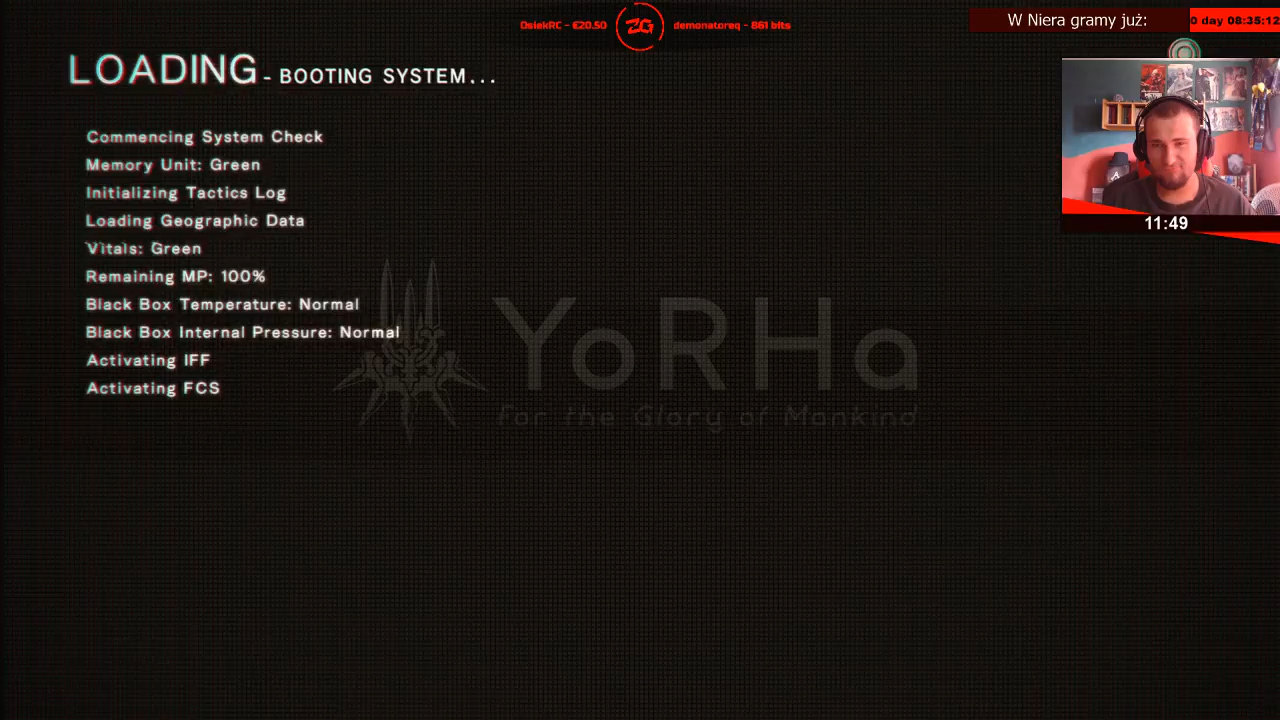 OsiekRC - €20.50
ZG
demonatoreq - 861 bits
W Niera gramy już:
0 day 08:35:12
LOADING - BOOTING SYSTEM...
Commencing System Check
Memory Unit: Green
Initializing Tactics Log
Loading Geographic Data
Vitals: Green
Remaining MP: 100%
Black Box Temperature: Normal
Black Box Internal Pressure: Normal
Activating IFF
Activating FCS
YoRHa
For the Glory of Mankind
11:49